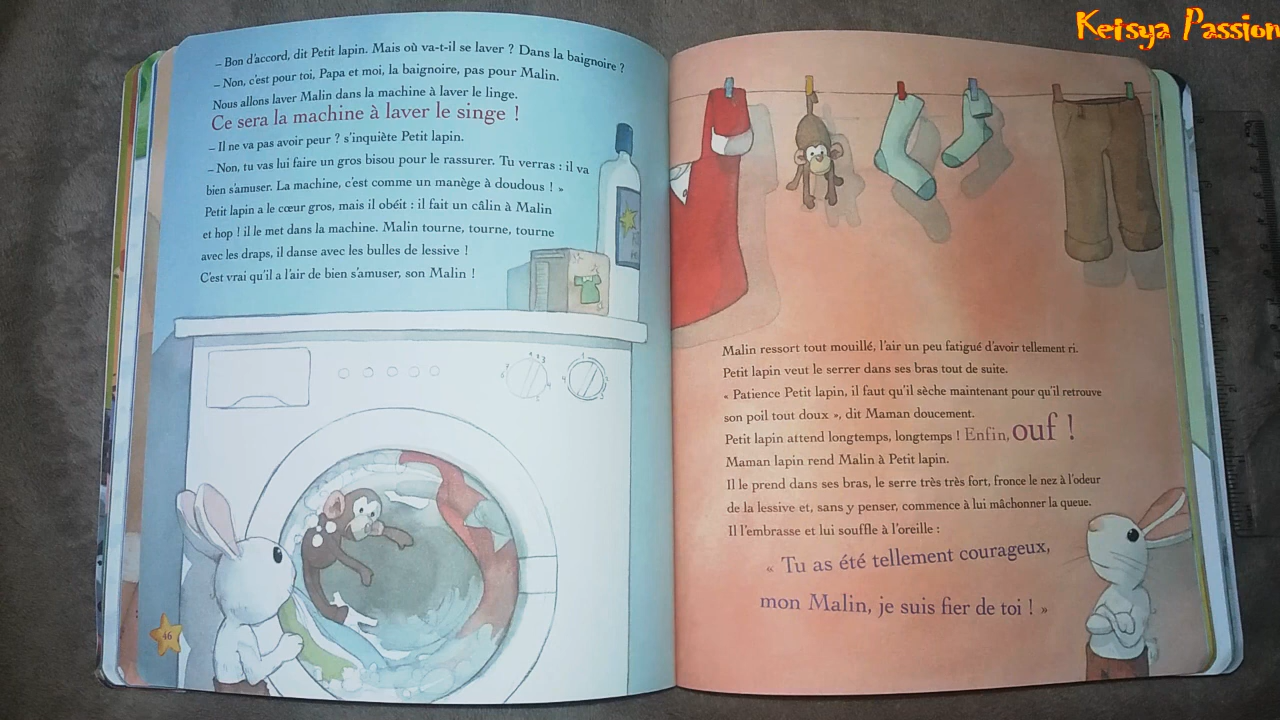 Ketsya Passion
– Bon d'accord, dit Petit lapin. Mais où va-t-il se laver ? Dans la baignoire ?
– Non, c'est pour toi, Papa et moi, la baignoire, pas pour Malin.
Nous allons laver Malin dans la machine à laver le linge.
Ce sera la machine à laver le singe !
– Il ne va pas avoir peur ? s'inquiète Petit lapin.
– Non, tu vas lui faire un gros bisou pour le rassurer. Tu verras : il va
bien s'amuser. La machine, c'est comme un manège à doudous ! »
Petit lapin a le cœur gros, mais il obéit : il fait un câlin à Malin
et hop ! il le met dans la machine. Malin tourne, tourne, tourne
avec les draps, il danse avec les bulles de lessive !
C'est vrai qu'il a l'air de bien s'amuser, son Malin !
46
Malin ressort tout mouillé, l'air un peu fatigué d'avoir tellement ri.
Petit lapin veut le serrer dans ses bras tout de suite.
« Patience Petit lapin, il faut qu'il sèche maintenant pour qu'il retrouve
son poil tout doux », dit Maman doucement.
Petit lapin attend longtemps, longtemps ! Enfin, ouf !
Maman lapin rend Malin à Petit lapin.
Il le prend dans ses bras, le serre très très fort, fronce le nez à l'odeur
de la lessive et, sans y penser, commence à lui mâchonner la queue.
Il l'embrasse et lui souffle à l'oreille :
« Tu as été tellement courageux,
mon Malin, je suis fier de toi ! »